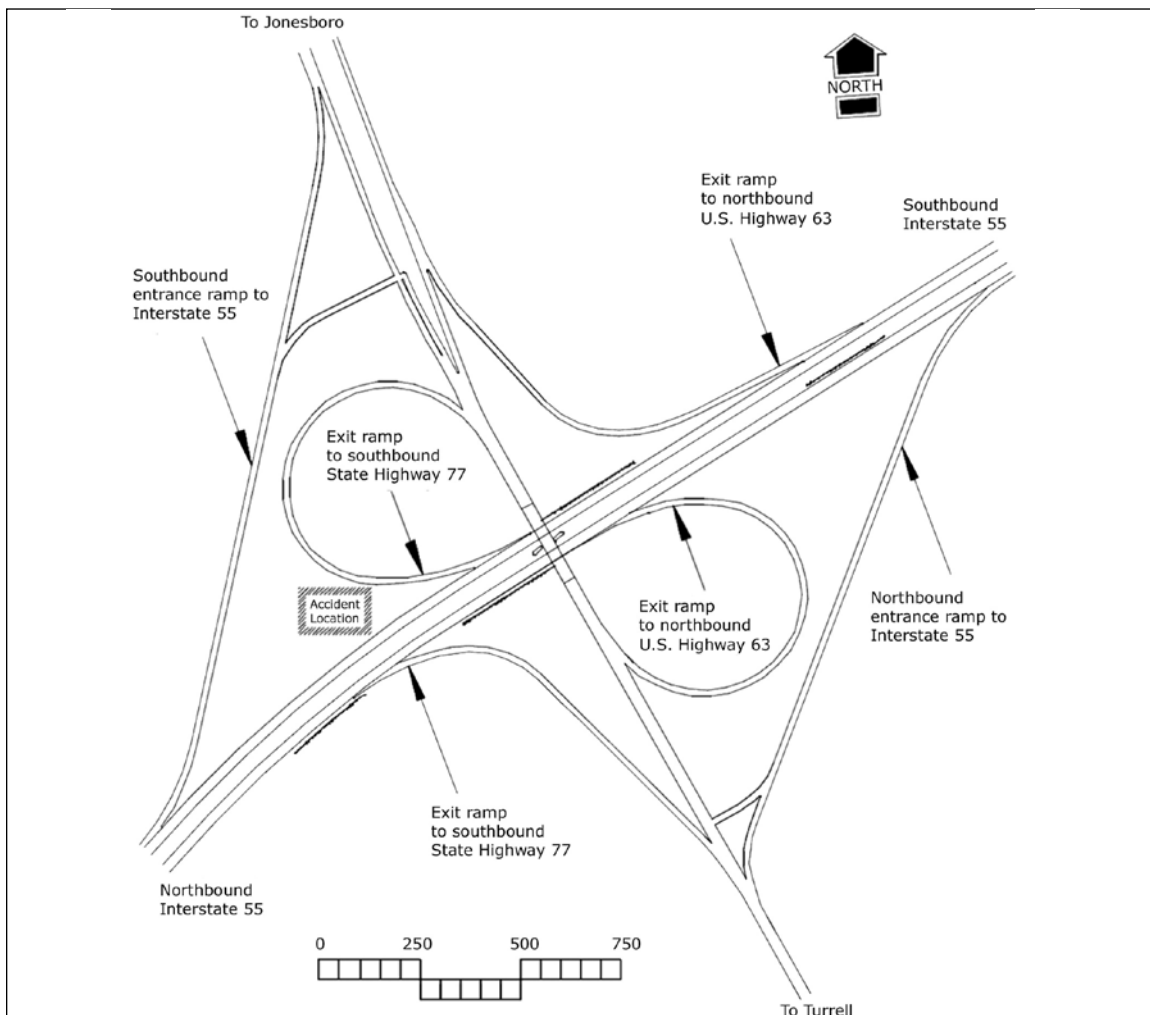 To Jonesboro
NORTH
Exit ramp
to northbound
U.S. Highway 63
Southbound
Interstate 55
Southbound
entrance ramp to
Interstate 55
Exit ramp
to southbound
State Highway 77
Accident
Location
Exit ramp
to northbound
U.S. Highway 63
Northbound
entrance ramp to
Interstate 55
Exit ramp
to southbound
State Highway 77
Northbound
Interstate 55
0 250 500 750
To Turrell